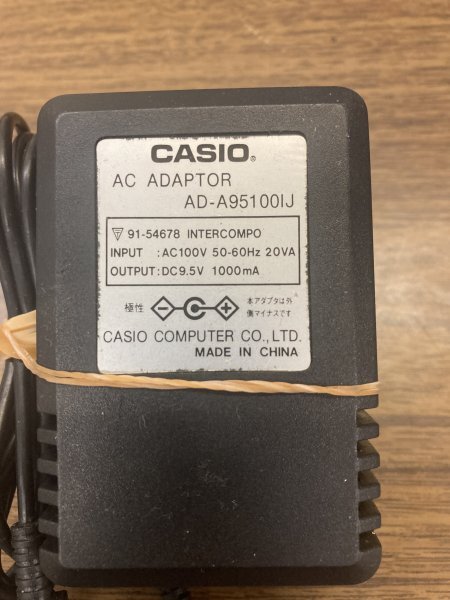 CASIO®
AC ADAPTOR
AD-A95100IJ
91-54678 INTERCOMPO
INPUT :AC100V 50-60Hz 20VA
OUTPUT:DC9.5V 1000mA
極性 本アダプタは外
側マイナスです
CASIO COMPUTER CO.,LTD.
MADE IN CHINA